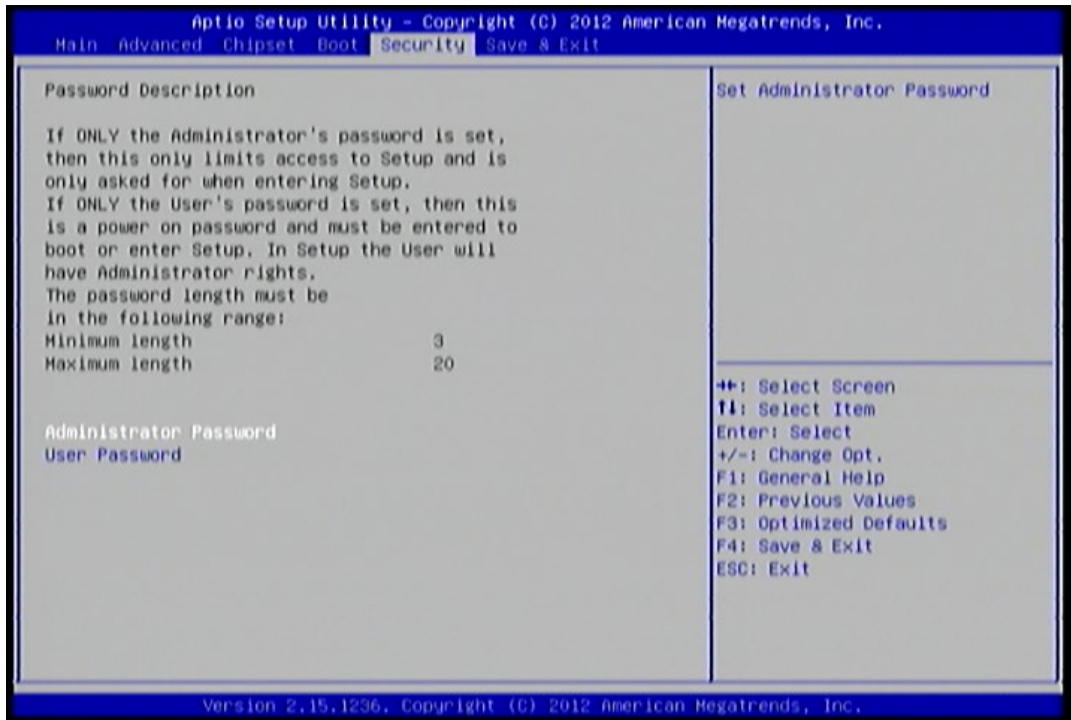 Aptio Setup Utility - Copyright (C) 2012 American Megatrends, Inc.
Main Advanced Chipset Boot Security Save & Exit
Password Description
If ONLY the Administrator's password is set,
then this only limits access to Setup and is
only asked for when entering Setup.
If ONLY the User's password is set, then this
is a power on password and must be entered to
boot or enter Setup. In Setup the User will
have Administrator rights.
The password length must be
in the following range:
Minimum length 3
Maximum length 20
Administrator Password
User Password
Set Administrator Password
→←: Select Screen
↑↓: Select Item
Enter: Select
+/-: Change Opt.
F1: General Help
F2: Previous Values
F3: Optimized Defaults
F4: Save & Exit
ESC: Exit
Version 2.15.1236. Copyright (C) 2012 American Megatrends, Inc.